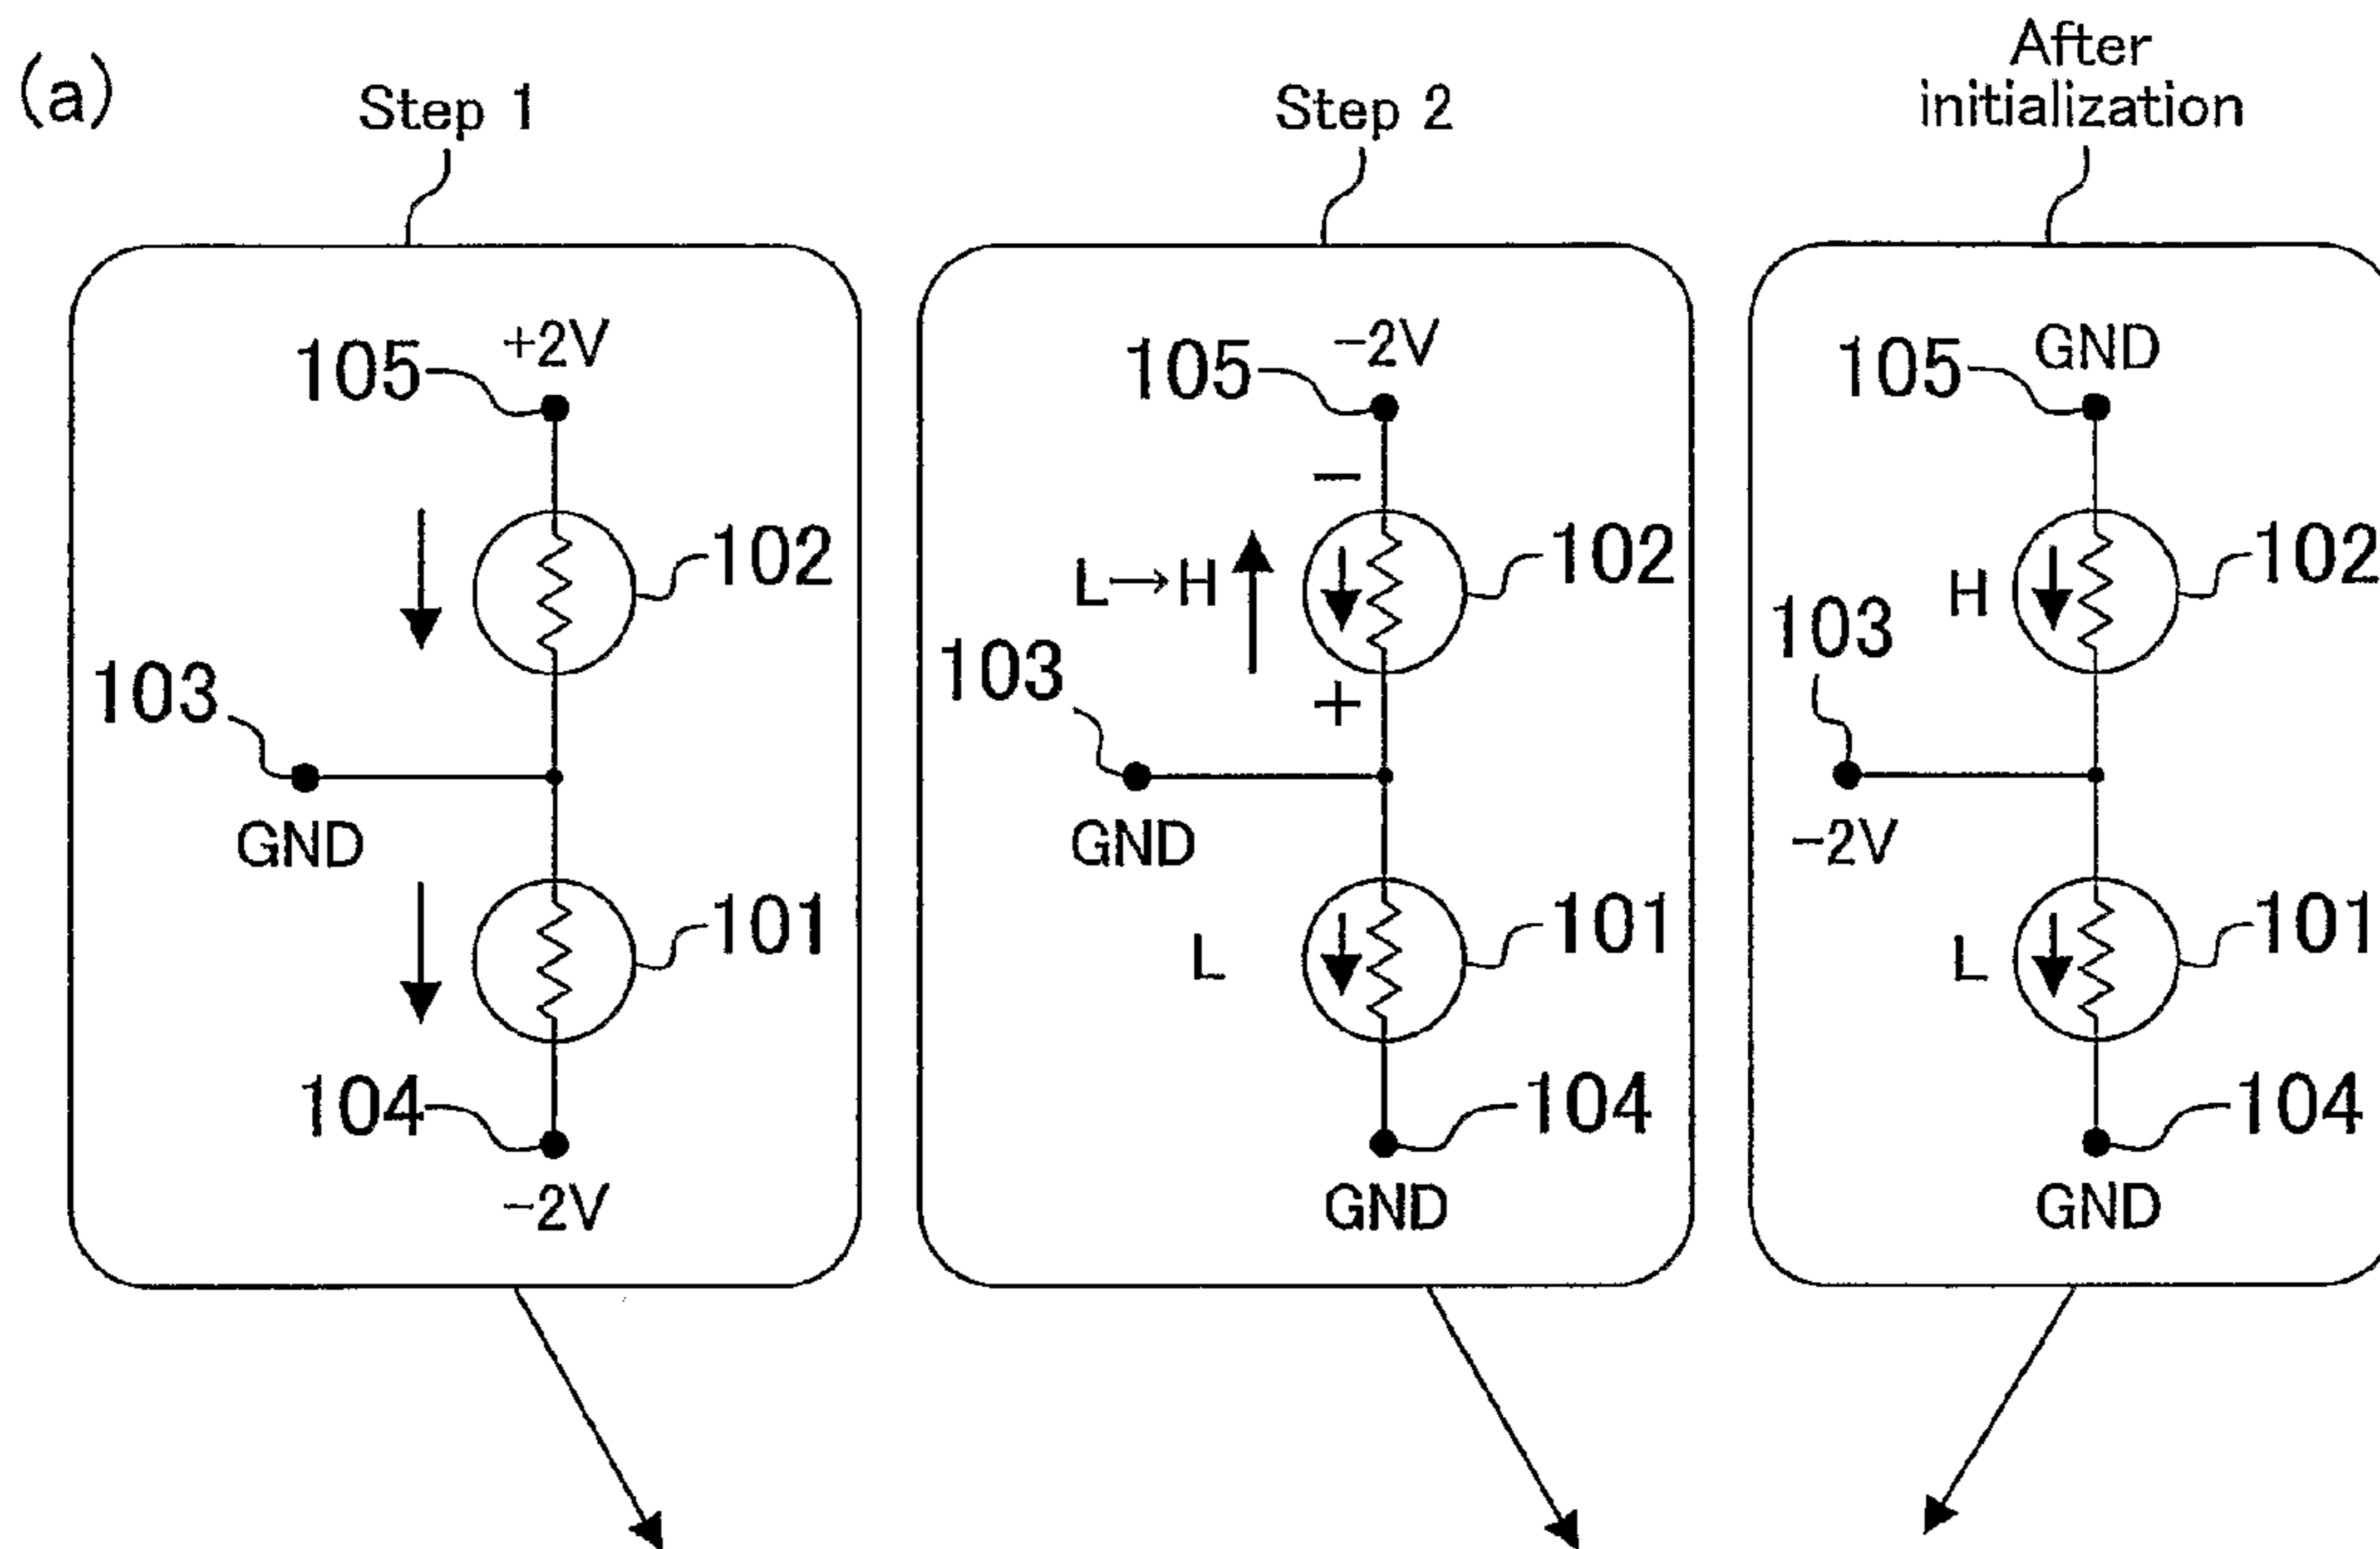 (a)
Step 1
+2V
105
102
103
GND
101
104
−2V
Step 2
−2V
105
−
L→H
102
103
+
GND
L
101
104
GND
After
initialization
GND
105
H
102
103
−2V
L
101
104
GND